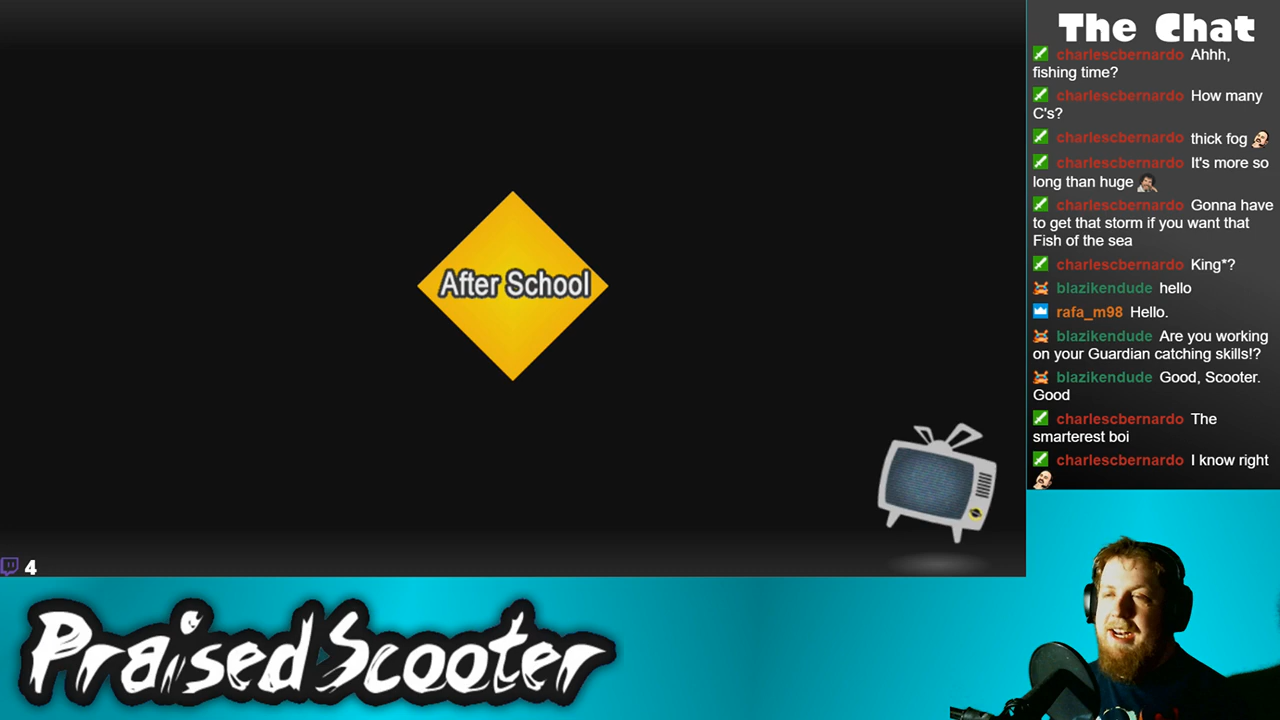 The Chat
charlescbernardo Ahhh,
fishing time?
charlescbernardo How many
C's?
charlescbernardo thick fog
charlescbernardo It's more so
long than huge
charlescbernardo Gonna have
to get that storm if you want that
Fish of the sea
charlescbernardo King*?
blazikendude hello
rafa_m98 Hello.
blazikendude Are you working
on your Guardian catching skills!?
blazikendude Good, Scooter.
Good
charlescbernardo The
smarterest boi
charlescbernardo I know right
After School
4
PraisedScooter